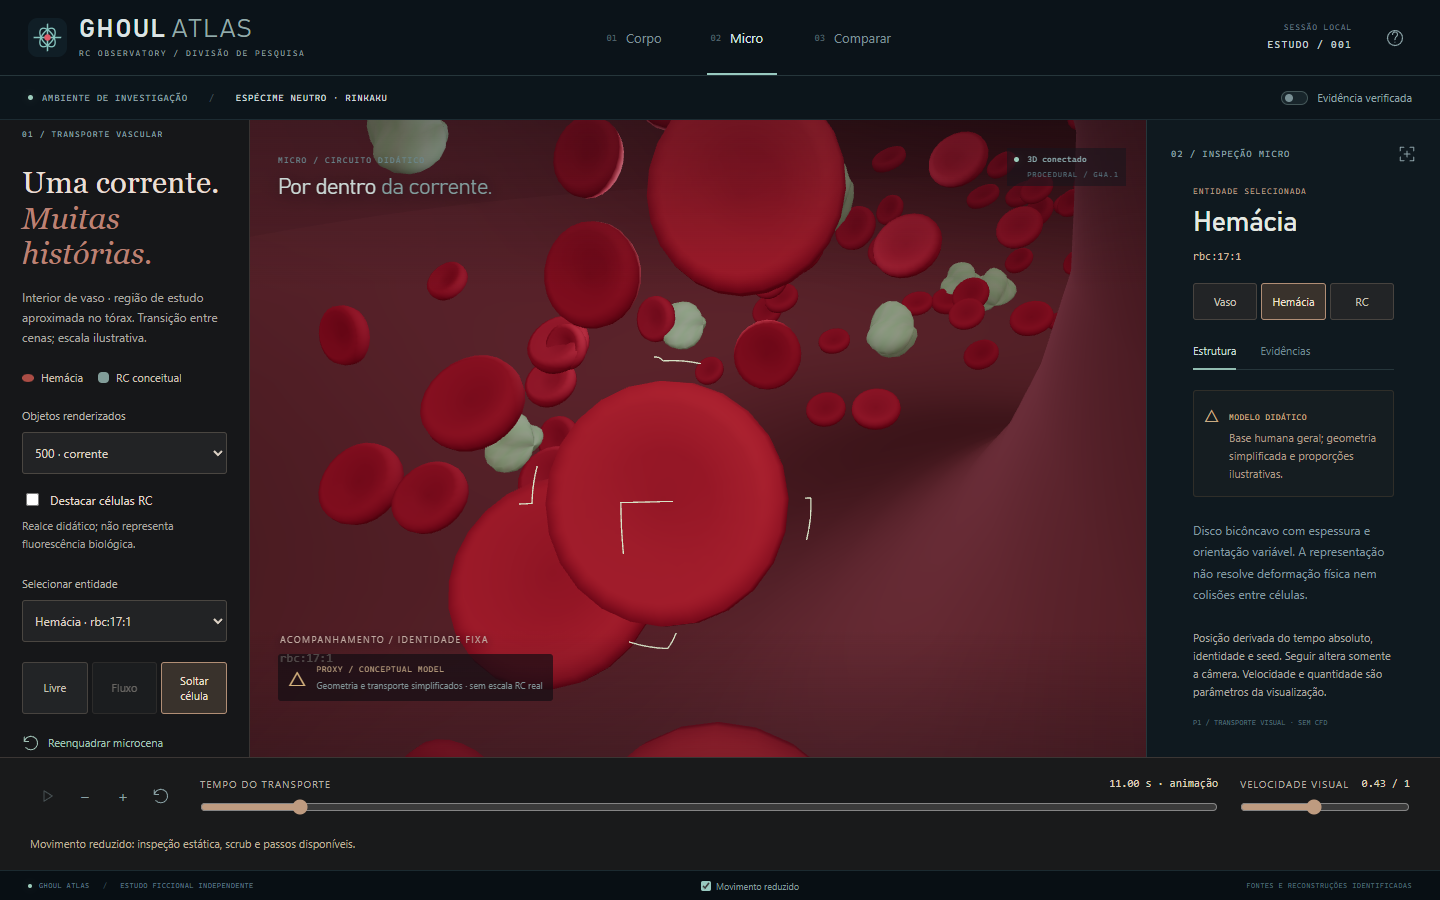 GHOUL ATLAS
RC OBSERVATORY / DIVISÃO DE PESQUISA
01 Corpo
02 Micro
03 Comparar
SESSÃO LOCAL
ESTUDO / 001
AMBIENTE DE INVESTIGAÇÃO / ESPÉCIME NEUTRO · RINKAKU
Evidência verificada
01 / TRANSPORTE VASCULAR
Uma corrente.
Muitas
histórias.
Interior de vaso · região de estudo
aproximada no tórax. Transição entre
cenas; escala ilustrativa.
Hemácia
RC conceitual
Objetos renderizados
500 · corrente
Destacar células RC
Realce didático; não representa
fluorescência biológica.
Selecionar entidade
Hemácia · rbc:17:1
Livre
Fluxo
Soltar
célula
Reenquadrar microcena
MICRO / CIRCUITO DIDÁTICO
Por dentro da corrente.
3D conectado
PROCEDURAL / G4A.1
ACOMPANHAMENTO / IDENTIDADE FIXA
rbc:17:1
PROXY / CONCEPTUAL MODEL
Geometria e transporte simplificados · sem escala RC real
02 / INSPEÇÃO MICRO
ENTIDADE SELECIONADA
Hemácia
rbc:17:1
Vaso
Hemácia
RC
Estrutura
Evidências
MODELO DIDÁTICO
Base humana geral; geometria
simplificada e proporções
ilustrativas.
Disco bicôncavo com espessura e
orientação variável. A representação
não resolve deformação física nem
colisões entre células.
Posição derivada do tempo absoluto,
identidade e seed. Seguir altera somente
a câmera. Velocidade e quantidade são
parâmetros da visualização.
P1 / TRANSPORTE VISUAL · SEM CFD
TEMPO DO TRANSPORTE
11.00 s · animação
VELOCIDADE VISUAL
0.43 / 1
Movimento reduzido: inspeção estática, scrub e passos disponíveis.
GHOUL ATLAS / ESTUDO FICCIONAL INDEPENDENTE
Movimento reduzido
FONTES E RECONSTRUÇÕES IDENTIFICADAS